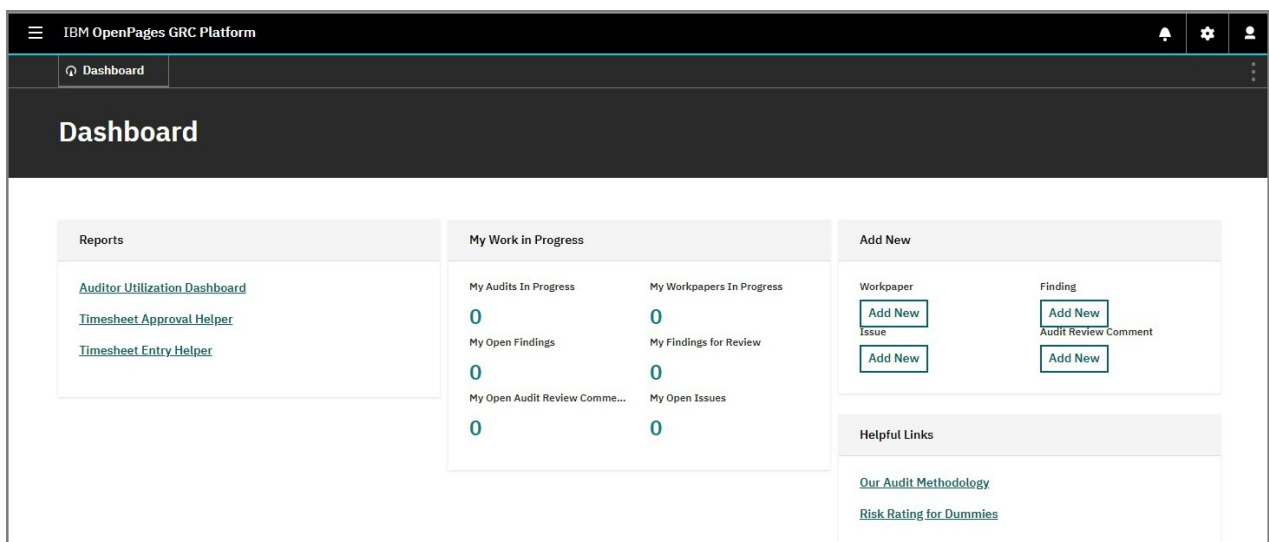 IBM OpenPages GRC Platform
Dashboard
Dashboard
Reports
Auditor Utilization Dashboard
Timesheet Approval Helper
Timesheet Entry Helper
My Work in Progress
My Audits In Progress
My Workpapers In Progress
0
0
My Open Findings
My Findings for Review
0
0
My Open Audit Review Comme...
My Open Issues
0
0
Add New
Workpaper
Finding
Add New
Add New
Issue
Audit Review Comment
Add New
Add New
Helpful Links
Our Audit Methodology
Risk Rating for Dummies